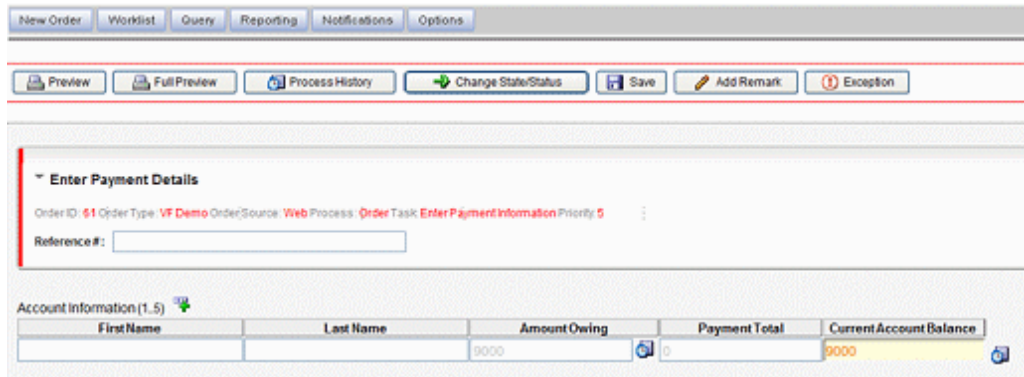 New Order Worklist Query Reporting Notifications Options
Preview Full Preview Process History Change State/Status Save Add Remark Exception
Enter Payment Details
Order ID: 51 Order Type: VF Demo Order Source: Web Process: Order Task: Enter Payment Information Priority: 5
Reference #:
Account Information (1..5)
First Name Last Name Amount Owing Payment Total Current Account Balance
9000 0 9000